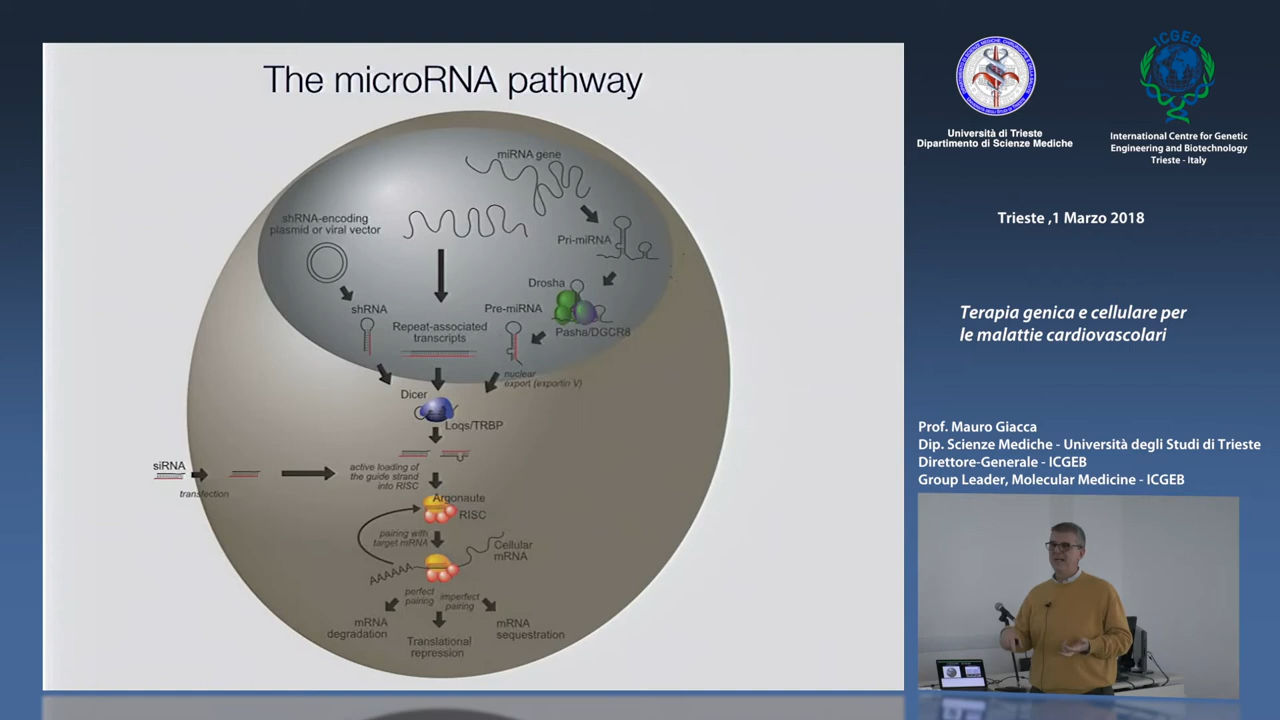 The microRNA pathway
miRNA gene
shRNA-encoding
plasmid or viral vector
Pri-miRNA
Drosha
shRNA
Pre-miRNA
Repeat-associated
transcripts
Pasha/DGCR8
nuclear
export (exportin V)
Dicer
Loqs/TRBP
siRNA
transfection
active loading of
the guide strand
into RISC
Argonaute
RISC
pairing with
target mRNA
Cellular
mRNA
AAAAAA
perfect
pairing
imperfect
pairing
mRNA
degradation
Translational
repression
mRNA
sequestration
ICGEB
Università di Trieste
Dipartimento di Scienze Mediche
International Centre for Genetic
Engineering and Biotechnology
Trieste - Italy
Trieste ,1 Marzo 2018
Terapia genica e cellulare per
le malattie cardiovascolari
Prof. Mauro Giacca
Dip. Scienze Mediche - Università degli Studi di Trieste
Direttore-Generale - ICGEB
Group Leader, Molecular Medicine - ICGEB